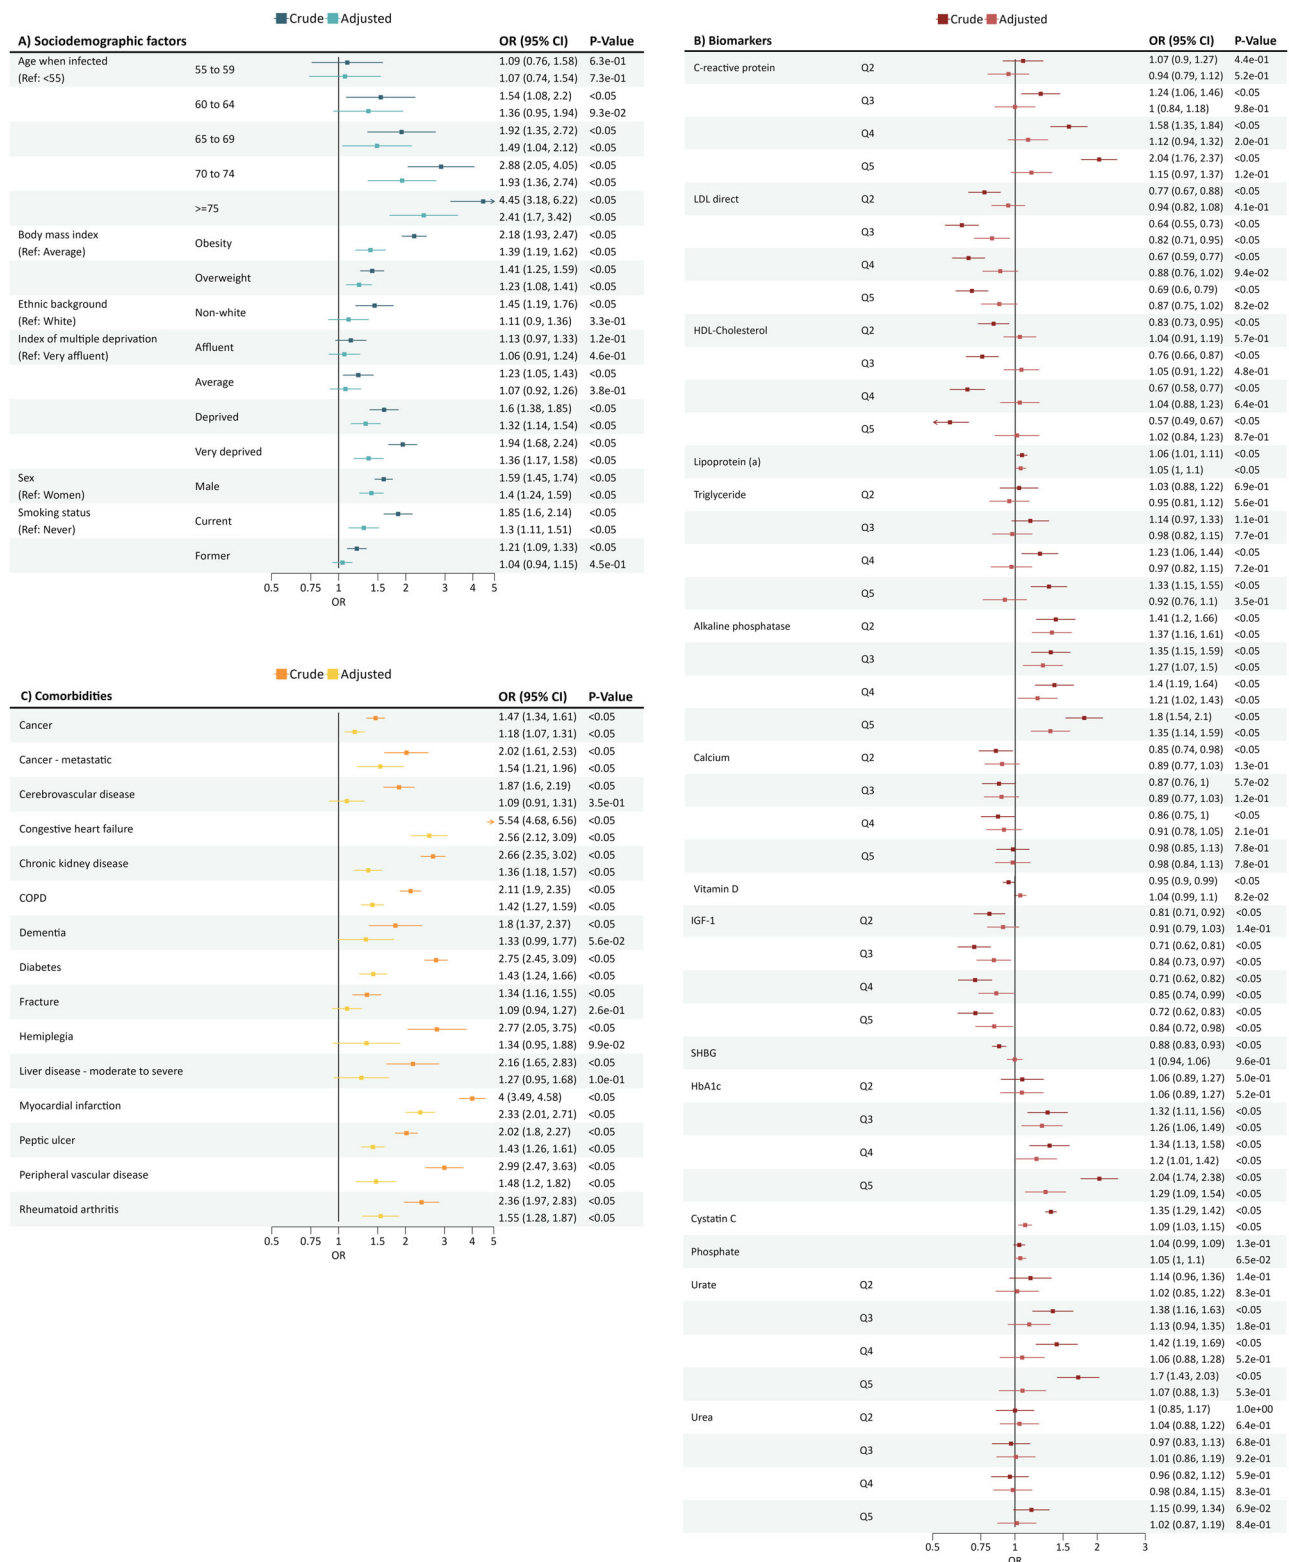 Crude Adjusted
A) Sociodemographic factors OR (95% CI) P-Value
Age when infected 55 to 59 1.09 (0.76, 1.58) 6.3e-01
(Ref: <55) 1.07 (0.74, 1.54) 7.3e-01
60 to 64 1.54 (1.08, 2.2) <0.05
1.36 (0.95, 1.94) 9.3e-02
65 to 69 1.92 (1.35, 2.72) <0.05
1.49 (1.04, 2.12) <0.05
70 to 74 2.88 (2.05, 4.05) <0.05
1.93 (1.36, 2.74) <0.05
>=75 4.45 (3.18, 6.22) <0.05
2.41 (1.7, 3.42) <0.05
Body mass index Obesity 2.18 (1.93, 2.47) <0.05
(Ref: Average) 1.39 (1.19, 1.62) <0.05
Overweight 1.41 (1.25, 1.59) <0.05
1.23 (1.08, 1.41) <0.05
Ethnic background Non-white 1.45 (1.19, 1.76) <0.05
(Ref: White) 1.11 (0.9, 1.36) 3.3e-01
Index of multiple deprivation Affluent 1.13 (0.97, 1.33) 1.2e-01
(Ref: Very affluent) 1.06 (0.91, 1.24) 4.6e-01
Average 1.23 (1.05, 1.43) <0.05
1.07 (0.92, 1.26) 3.8e-01
Deprived 1.6 (1.38, 1.85) <0.05
1.32 (1.14, 1.54) <0.05
Very deprived 1.94 (1.68, 2.24) <0.05
1.36 (1.17, 1.58) <0.05
Sex Male 1.59 (1.45, 1.74) <0.05
(Ref: Women) 1.4 (1.24, 1.59) <0.05
Smoking status Current 1.85 (1.6, 2.14) <0.05
(Ref: Never) 1.3 (1.11, 1.51) <0.05
Former 1.21 (1.09, 1.33) <0.05
1.04 (0.94, 1.15) 4.5e-01
0.5 0.75 1 1.5 2 3 4 5
OR
Crude Adjusted
C) Comorbidities OR (95% CI) P-Value
Cancer 1.47 (1.34, 1.61) <0.05
1.18 (1.07, 1.31) <0.05
Cancer - metastatic 2.02 (1.61, 2.53) <0.05
1.54 (1.21, 1.96) <0.05
Cerebrovascular disease 1.87 (1.6, 2.19) <0.05
1.09 (0.91, 1.31) 3.5e-01
Congestive heart failure 5.54 (4.68, 6.56) <0.05
2.56 (2.12, 3.09) <0.05
Chronic kidney disease 2.66 (2.35, 3.02) <0.05
1.36 (1.18, 1.57) <0.05
COPD 2.11 (1.9, 2.35) <0.05
1.42 (1.27, 1.59) <0.05
Dementia 1.8 (1.37, 2.37) <0.05
1.33 (0.99, 1.77) 5.6e-02
Diabetes 2.75 (2.45, 3.09) <0.05
1.43 (1.24, 1.66) <0.05
Fracture 1.34 (1.16, 1.55) <0.05
1.09 (0.94, 1.27) 2.6e-01
Hemiplegia 2.77 (2.05, 3.75) <0.05
1.34 (0.95, 1.88) 9.9e-02
Liver disease - moderate to severe 2.16 (1.65, 2.83) <0.05
1.27 (0.95, 1.68) 1.0e-01
Myocardial infarction 4 (3.49, 4.58) <0.05
2.33 (2.01, 2.71) <0.05
Peptic ulcer 2.02 (1.8, 2.27) <0.05
1.43 (1.26, 1.61) <0.05
Peripheral vascular disease 2.99 (2.47, 3.63) <0.05
1.48 (1.2, 1.82) <0.05
Rheumatoid arthritis 2.36 (1.97, 2.83) <0.05
1.55 (1.28, 1.87) <0.05
0.5 0.75 1 1.5 2 3 4 5
OR
Crude Adjusted
B) Biomarkers OR (95% CI) P-Value
C-reactive protein Q2 1.07 (0.9, 1.27) 4.4e-01
0.94 (0.79, 1.12) 5.2e-01
Q3 1.24 (1.06, 1.46) <0.05
1 (0.84, 1.18) 9.8e-01
Q4 1.58 (1.35, 1.84) <0.05
1.12 (0.94, 1.32) 2.0e-01
Q5 2.04 (1.76, 2.37) <0.05
1.15 (0.97, 1.37) 1.2e-01
LDL direct Q2 0.77 (0.67, 0.88) <0.05
0.94 (0.82, 1.08) 4.1e-01
Q3 0.64 (0.55, 0.73) <0.05
0.82 (0.71, 0.95) <0.05
Q4 0.67 (0.59, 0.77) <0.05
0.88 (0.76, 1.02) 9.4e-02
Q5 0.69 (0.6, 0.79) <0.05
0.87 (0.75, 1.02) 8.2e-02
HDL-Cholesterol Q2 0.83 (0.73, 0.95) <0.05
1.04 (0.91, 1.19) 5.7e-01
Q3 0.76 (0.66, 0.87) <0.05
1.05 (0.91, 1.22) 4.8e-01
Q4 0.67 (0.58, 0.77) <0.05
1.04 (0.88, 1.23) 6.4e-01
Q5 0.57 (0.49, 0.67) <0.05
1.02 (0.84, 1.23) 8.7e-01
Lipoprotein (a) 1.06 (1.01, 1.11) <0.05
1.05 (1, 1.1) <0.05
Triglyceride Q2 1.03 (0.88, 1.22) 6.9e-01
0.95 (0.81, 1.12) 5.6e-01
Q3 1.14 (0.97, 1.33) 1.1e-01
0.98 (0.82, 1.15) 7.7e-01
Q4 1.23 (1.06, 1.44) <0.05
0.97 (0.82, 1.15) 7.2e-01
Q5 1.33 (1.15, 1.55) <0.05
0.92 (0.76, 1.1) 3.5e-01
Alkaline phosphatase Q2 1.41 (1.2, 1.66) <0.05
1.37 (1.16, 1.61) <0.05
Q3 1.35 (1.15, 1.59) <0.05
1.27 (1.07, 1.5) <0.05
Q4 1.4 (1.19, 1.64) <0.05
1.21 (1.02, 1.43) <0.05
Q5 1.8 (1.54, 2.1) <0.05
1.35 (1.14, 1.59) <0.05
Calcium Q2 0.85 (0.74, 0.98) <0.05
0.89 (0.77, 1.03) 1.3e-01
Q3 0.87 (0.76, 1) 5.7e-02
0.89 (0.77, 1.03) 1.2e-01
Q4 0.86 (0.75, 1) <0.05
0.91 (0.78, 1.05) 2.1e-01
Q5 0.98 (0.85, 1.13) 7.8e-01
0.98 (0.84, 1.13) 7.8e-01
Vitamin D 0.95 (0.9, 0.99) <0.05
1.04 (0.99, 1.1) 8.2e-02
IGF-1 Q2 0.81 (0.71, 0.92) <0.05
0.91 (0.79, 1.03) 1.4e-01
Q3 0.71 (0.62, 0.81) <0.05
0.84 (0.73, 0.97) <0.05
Q4 0.71 (0.62, 0.82) <0.05
0.85 (0.74, 0.99) <0.05
Q5 0.72 (0.62, 0.83) <0.05
0.84 (0.72, 0.98) <0.05
SHBG 0.88 (0.83, 0.93) <0.05
1 (0.94, 1.06) 9.6e-01
HbA1c Q2 1.06 (0.89, 1.27) 5.0e-01
1.06 (0.89, 1.27) 5.2e-01
Q3 1.32 (1.11, 1.56) <0.05
1.26 (1.06, 1.49) <0.05
Q4 1.34 (1.13, 1.58) <0.05
1.2 (1.01, 1.42) <0.05
Q5 2.04 (1.74, 2.38) <0.05
1.29 (1.09, 1.54) <0.05
Cystatin C 1.35 (1.29, 1.42) <0.05
1.09 (1.03, 1.15) <0.05
Phosphate 1.04 (0.99, 1.09) 1.3e-01
1.05 (1, 1.1) 6.5e-02
Urate Q2 1.14 (0.96, 1.36) 1.4e-01
1.02 (0.85, 1.22) 8.3e-01
Q3 1.38 (1.16, 1.63) <0.05
1.13 (0.94, 1.35) 1.8e-01
Q4 1.42 (1.19, 1.69) <0.05
1.06 (0.88, 1.28) 5.2e-01
Q5 1.7 (1.43, 2.03) <0.05
1.07 (0.88, 1.3) 5.3e-01
Urea Q2 1 (0.85, 1.17) 1.0e+00
1.04 (0.88, 1.22) 6.4e-01
Q3 0.97 (0.83, 1.13) 6.8e-01
1.01 (0.86, 1.19) 9.2e-01
Q4 0.96 (0.82, 1.12) 5.9e-01
0.98 (0.84, 1.15) 8.3e-01
Q5 1.15 (0.99, 1.34) 6.9e-02
1.02 (0.87, 1.19) 8.4e-01
0.5 0.75 1 1.5 2 3
OR